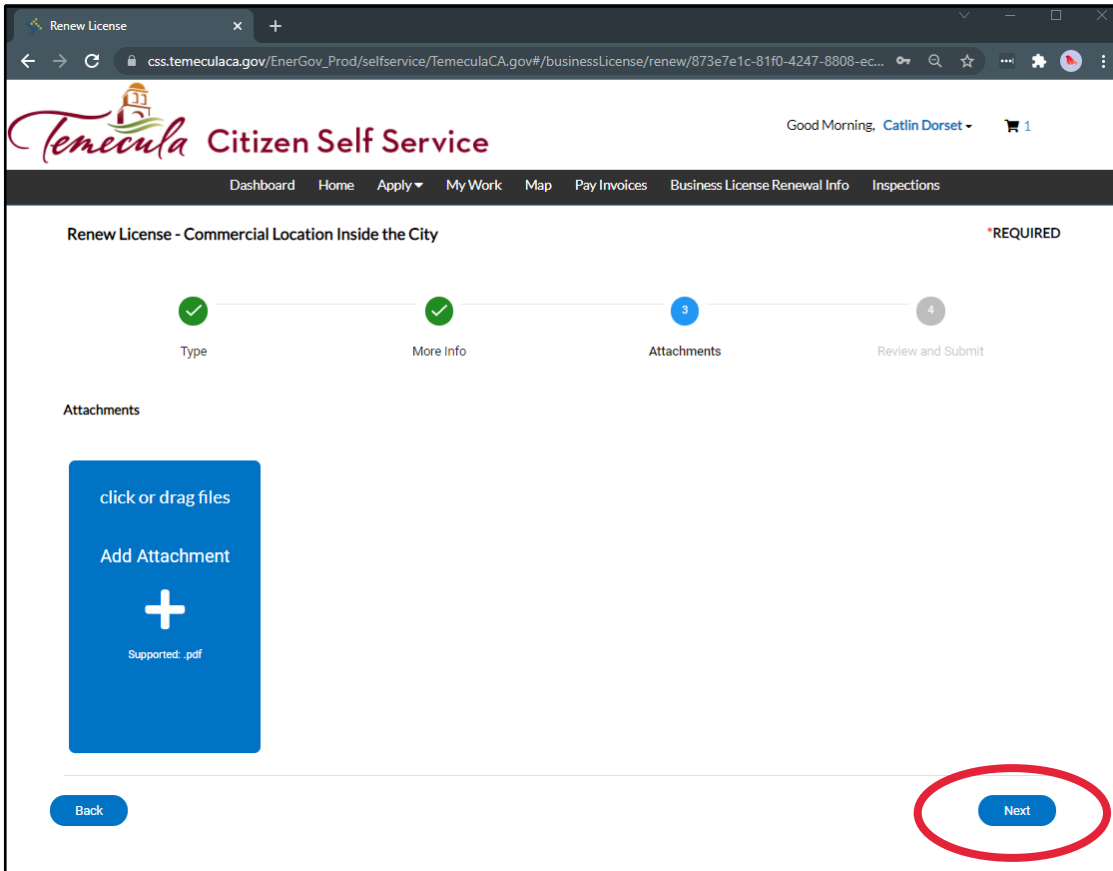 Renew License
css.temeculaca.gov/EnerGov_Prod/selfservice/TemeculaCA.gov#/businessLicense/renew/873e7e1c-81f0-4247-8808-ec...
Temecula Citizen Self Service
Good Morning, Catlin Dorset 1
Dashboard Home Apply My Work Map Pay Invoices Business License Renewal Info Inspections
Renew License - Commercial Location Inside the City *REQUIRED
3 4
Type More Info Attachments Review and Submit
Attachments
click or drag files
Add Attachment
Supported: .pdf
Back Next